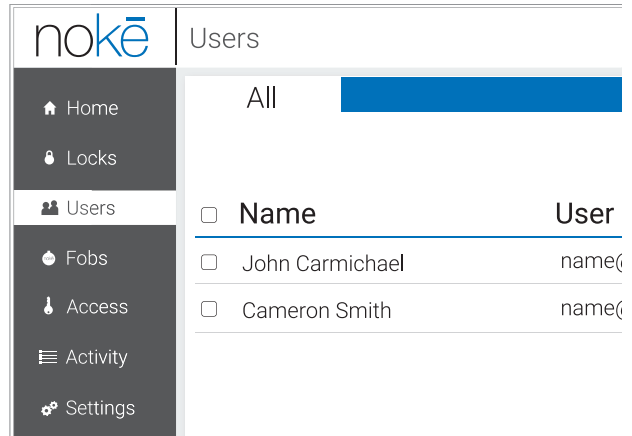 nokē
Users
Home
Locks
Users
Fobs
Access
Activity
Settings
All
Name User
John Carmichael name@
Cameron Smith name@